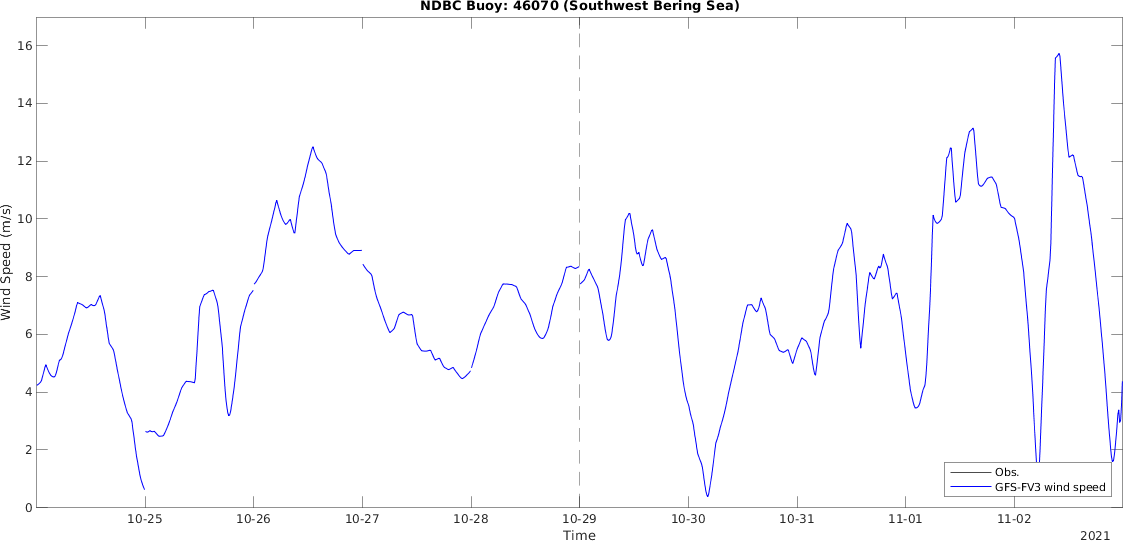 NDBC Buoy: 46070 (Southwest Bering Sea)
Wind Speed (m/s)
16
14
12
10
8
6
4
2
0
10-25 10-26 10-27 10-28 10-29 10-30 10-31 11-01 11-02
Time
2021
Obs.
GFS-FV3 wind speed